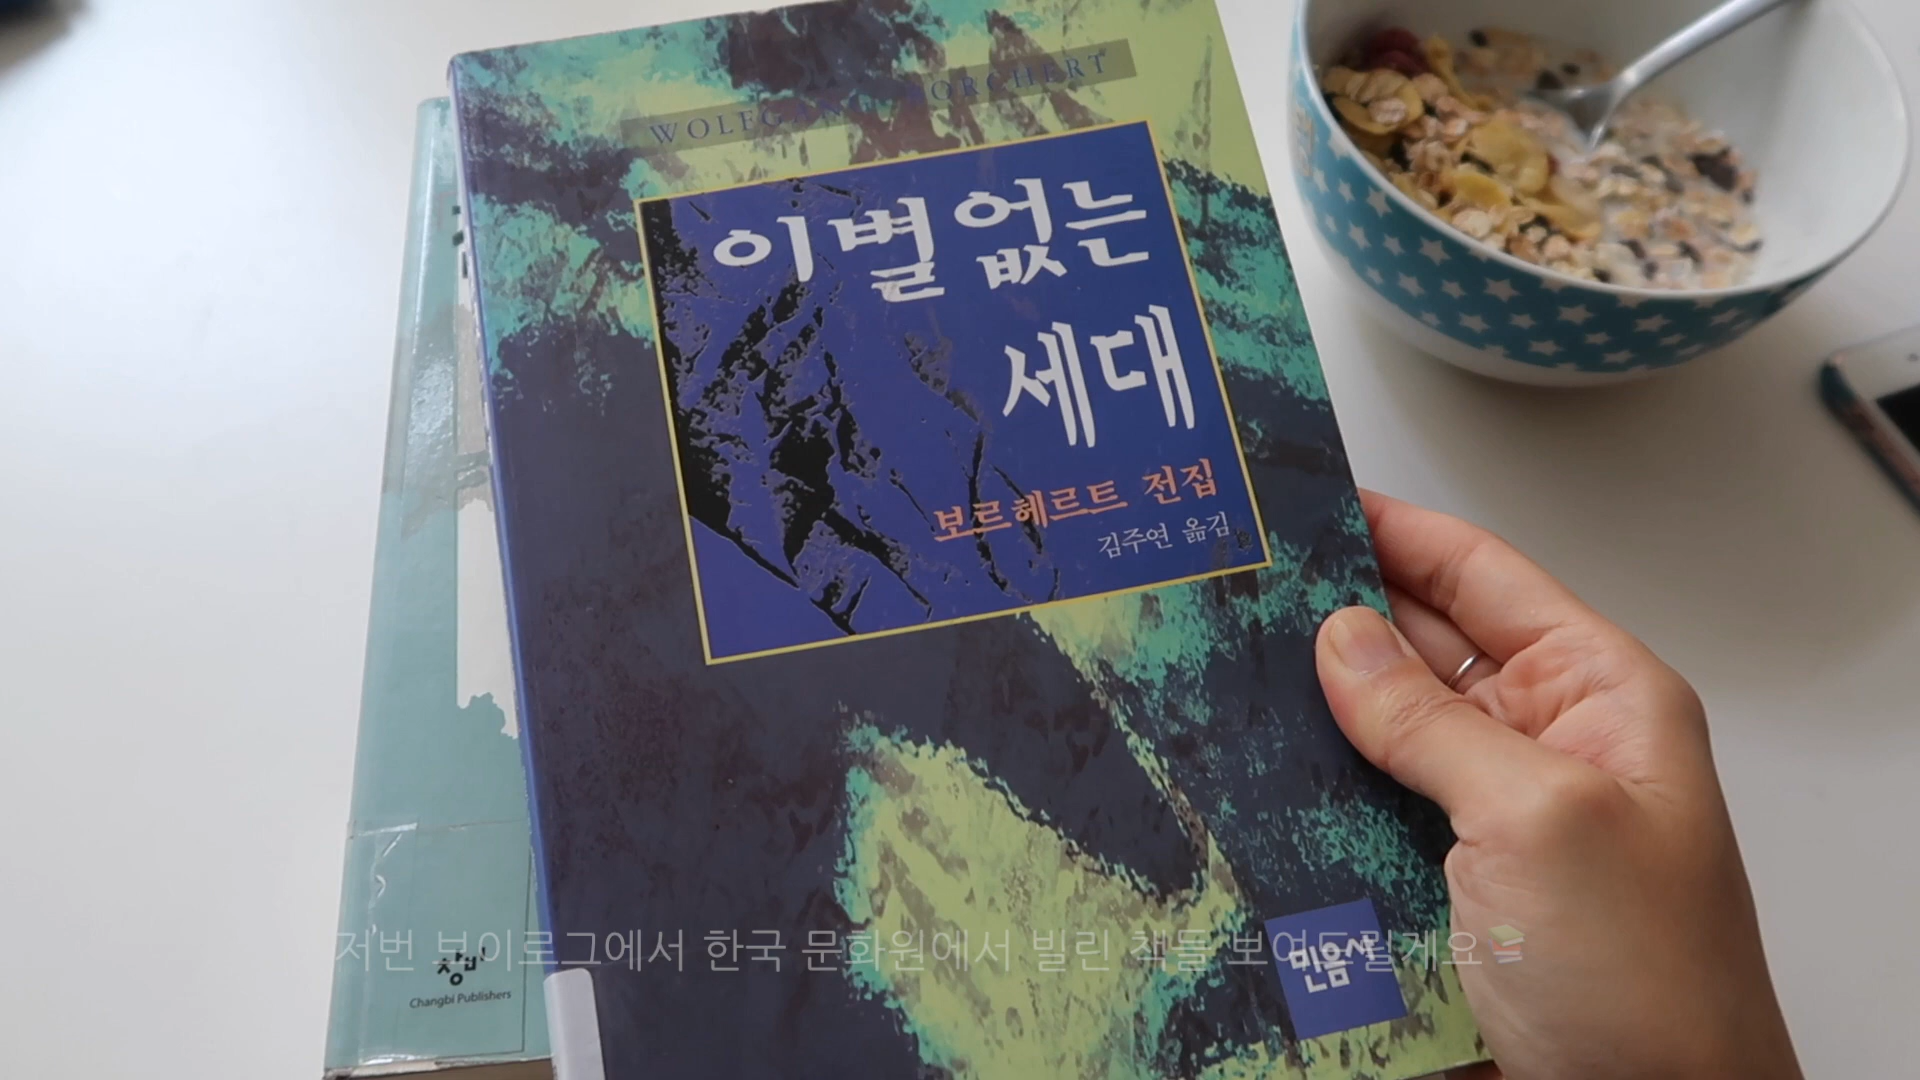 WOLFGANG BORCHERT
이별없는
세대
보르헤르트 전집
김주연 옮김
민음사
창비
Changbi Publishers
저번 브이로그에서 한국 문화원에서 빌린 책들 보여드릴게요